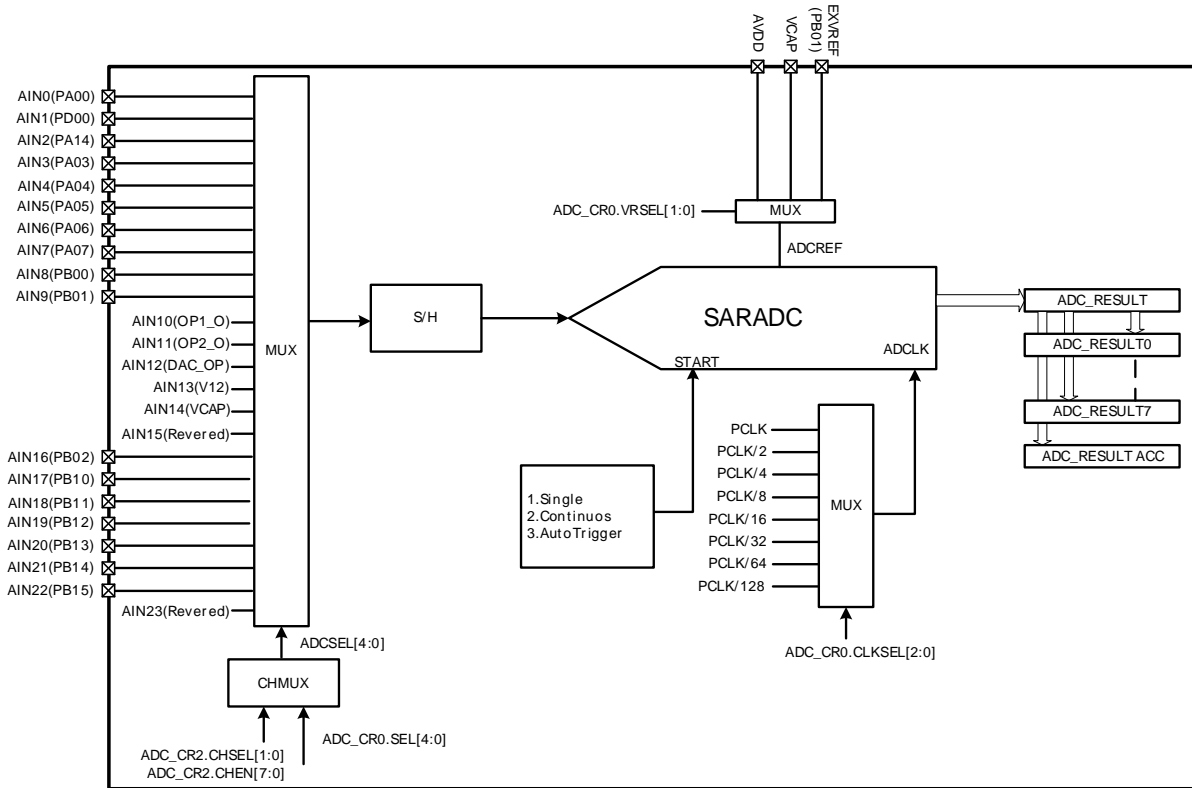 AVDD
VCAP
EXVREF
(PB01)
AIN0(PA00)
AIN1(PD00)
AIN2(PA14)
AIN3(PA03)
AIN4(PA04)
AIN5(PA05)
AIN6(PA06)
AIN7(PA07)
AIN8(PB00)
AIN9(PB01)
AIN10(OP1_O)
AIN11(OP2_O)
AIN12(DAC_OP)
AIN13(V12)
AIN14(VCAP)
AIN15(Revered)
AIN16(PB02)
AIN17(PB10)
AIN18(PB11)
AIN19(PB12)
AIN20(PB13)
AIN21(PB14)
AIN22(PB15)
AIN23(Revered)
MUX
ADCSEL[4:0]
CHMUX
ADC_CR0.SEL[4:0]
ADC_CR2.CHSEL[1:0]
ADC_CR2.CHEN[7:0]
S/H
ADC_CR0.VRSEL[1:0]
MUX
ADCREF
SARADC
START
ADCLK
1.Single
2.Continuos
3.AutoTrigger
PCLK
PCLK/2
PCLK/4
PCLK/8
PCLK/16
PCLK/32
PCLK/64
PCLK/128
MUX
ADC_CR0.CLKSEL[2:0]
ADC_RESULT
ADC_RESULT0
ADC_RESULT7
ADC_RESULT ACC